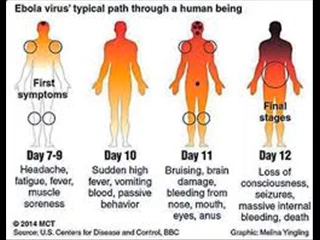 Ebola virus' typical path through a human being
First
symptoms
Final
stages
Day 7-9
Headache,
fatigue, fever,
muscle
soreness
Day 10
Sudden high
fever, vomiting
blood, passive
behavior
Day 11
Bruising, brain
damage,
bleeding from
nose, mouth,
eyes, anus
Day 12
Loss of
consciousness,
seizures,
massive internal
bleeding, death
© 2014 MCT
Source: U.S. Centers for Disease and Control, BBC
Graphic: Melina Yingling